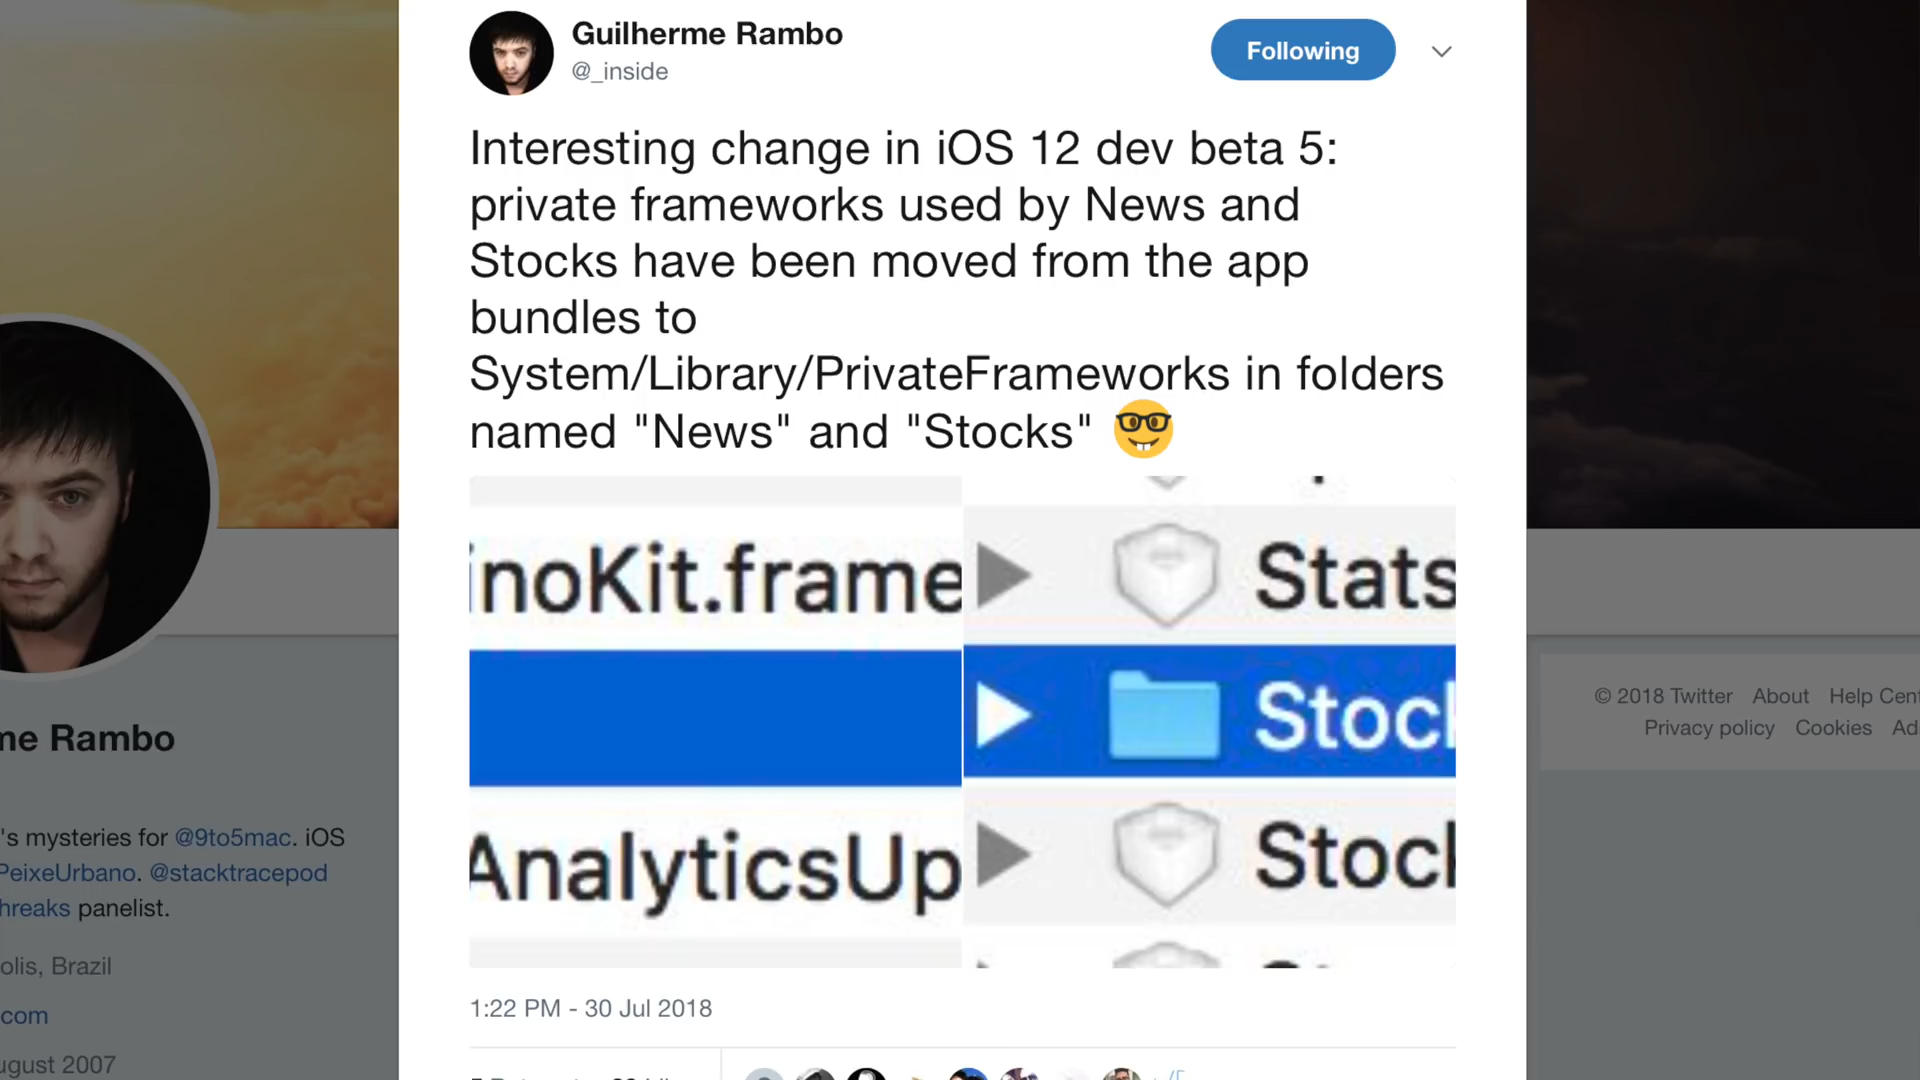 Guilherme Rambo
@_inside
Following
Interesting change in iOS 12 dev beta 5:
private frameworks used by News and
Stocks have been moved from the app
bundles to
System/Library/PrivateFrameworks in folders
named "News" and "Stocks" 🤓
inoKit.frame
AnalyticsUp
Stats
Stock
Stock
1:22 PM - 30 Jul 2018
me Rambo
's mysteries for @9to5mac. iOS
PeixeUrbano. @stacktracepod
hreaks panelist.
olis, Brazil
com
ugust 2007
© 2018 Twitter About Help Cent
Privacy policy Cookies Ad